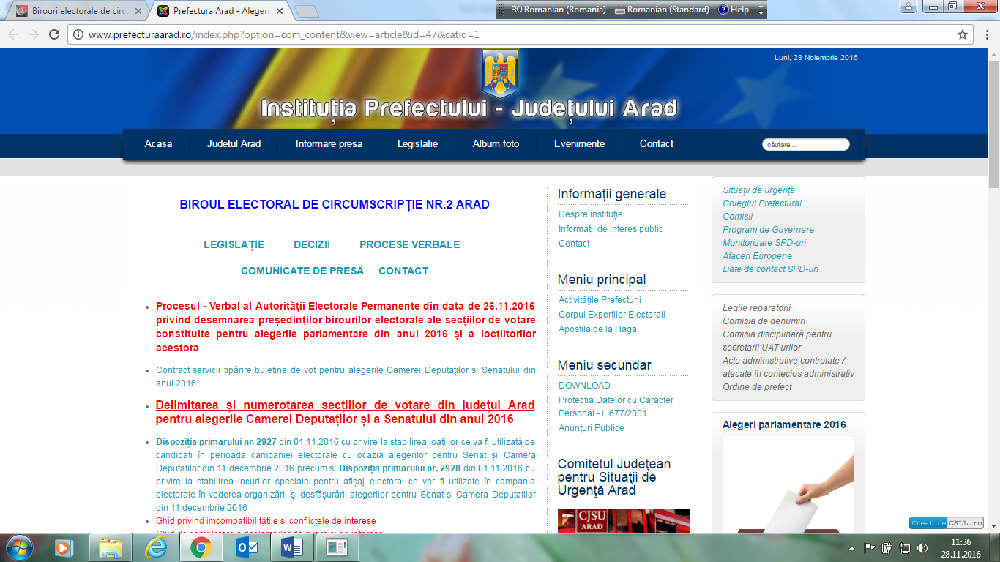 Birouri electorale de circu
Prefectura Arad - Alegeri
RO Romanian (Romania) Romanian (Standard) Help
www.prefecturaarad.ro/index.php?option=com_content&view=article&id=47&catid=1
Luni, 28 Noiembrie 2016
Instituția Prefectului - Județului Arad
Acasa Judetul Arad Informare presa Legislatie Album foto Evenimente Contact
căutare...
BIROUL ELECTORAL DE CIRCUMSCRIPȚIE NR.2 ARAD
LEGISLAȚIE DECIZII PROCESE VERBALE
COMUNICATE DE PRESĂ CONTACT
Procesul - Verbal al Autorității Electorale Permanente din data de 26.11.2016
privind desemnarea președinților birourilor electorale ale secțiilor de votare
constituite pentru alegerile parlamentare din anul 2016 și a locțiitorilor
acestora
Contract servicii tipărire buletine de vot pentru alegerile Camerei Deputaților și Senatului din
anul 2016
Delimitarea și numerotarea secțiilor de votare din județul Arad
pentru alegerile Camerei Deputaților și a Senatului din anul 2016
Dispoziția primarului nr. 2927 din 01.11.2016 cu privire la stabilirea loațiilor ce va fi utilizată de
candidați în perioada campaniei electorale cu ocazia alegerilor pentru Senat și Camera
Deputaților din 11 decembrie 2016 precum și Dispoziția primarului nr. 2928 din 01.11.2016 cu
privire la stabilirea locurilor speciale pentru afișaj electoral ce vor fi utilizate în campania
electorale în vederea organizării și desfășurării alegerilor pentru Senat și Camera Deputaților
din 11 decembrie 2016
Ghid privind imcompatibilitățile și conflictele de interese
Informații generale
Despre instituție
Informații de interes public
Contact
Meniu principal
Activităţile Prefecturii
Corpul Experților Electorali
Apostila de la Haga
Meniu secundar
DOWNLOAD
Protecția Datelor cu Caracter
Personal - L.677/2001
Anunțuri Publice
Comitetul Judeţean
pentru Situaţii de
Urgenţă Arad
CJSU
ARAD
Situații de urgență
Colegiul Prefectural
Comisii
Program de Guvernare
Monitorizare SPD-uri
Afaceri Europene
Date de contact SPD-uri
Legile reparatorii
Comisia de denumiri
Comisia disciplinară pentru
secretarii UAT-urilor
Acte administrative controlate /
atacate în contecios administrativ
Ordine de prefect
Alegeri parlamentare 2016
Creat de CSLL.ro
11:36
28.11.2016